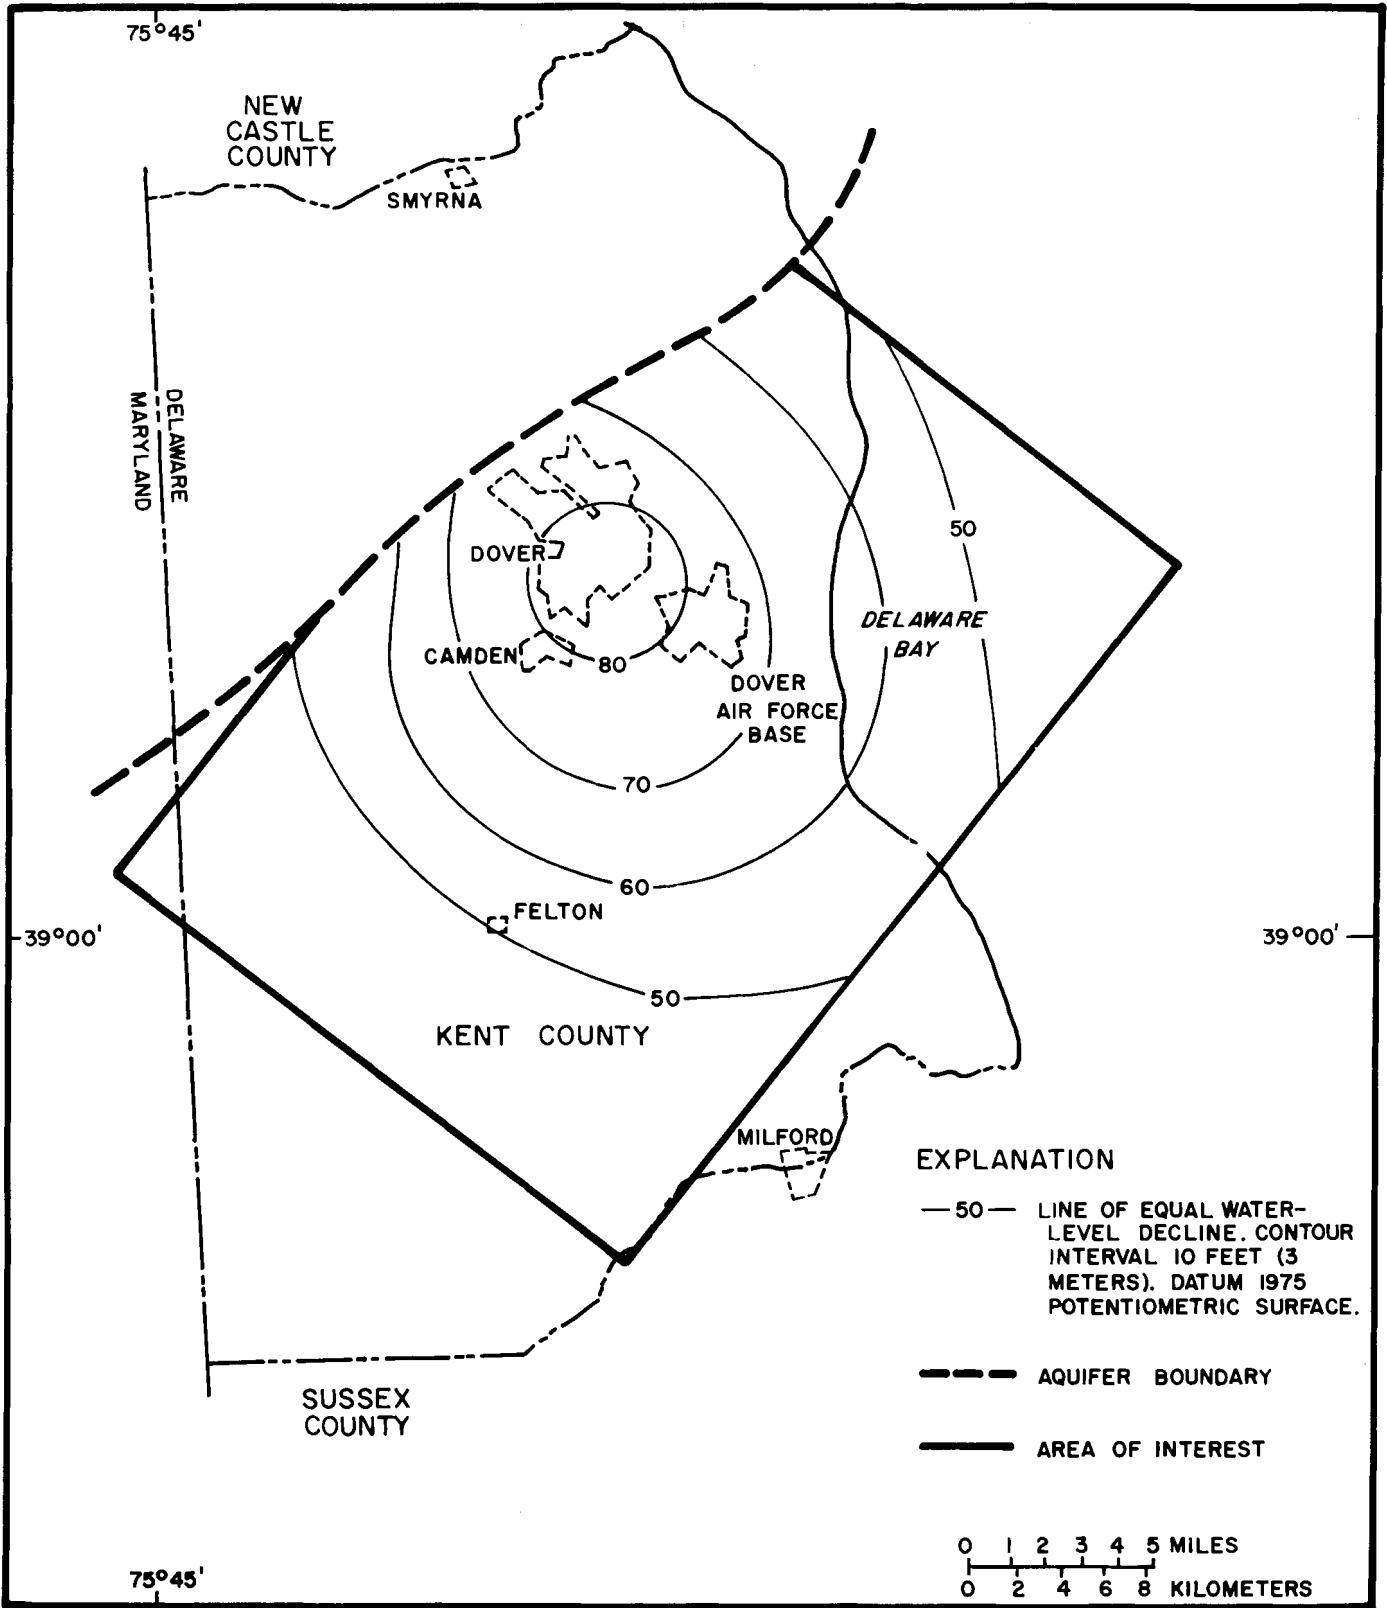 75°45'
NEW
CASTLE
COUNTY
SMYRNA
DELAWARE
MARYLAND
50
DOVER
DELAWARE
BAY
CAMDEN
80
DOVER
AIR FORCE
BASE
70
60
FELTON
39°00'
39°00'
50
KENT COUNTY
MILFORD
EXPLANATION
50 LINE OF EQUAL WATER-
LEVEL DECLINE. CONTOUR
INTERVAL 10 FEET (3
METERS). DATUM 1975
POTENTIOMETRIC SURFACE.
AQUIFER BOUNDARY
SUSSEX
COUNTY
AREA OF INTEREST
0 1 2 3 4 5 MILES
0 2 4 6 8 KILOMETERS
75°45'